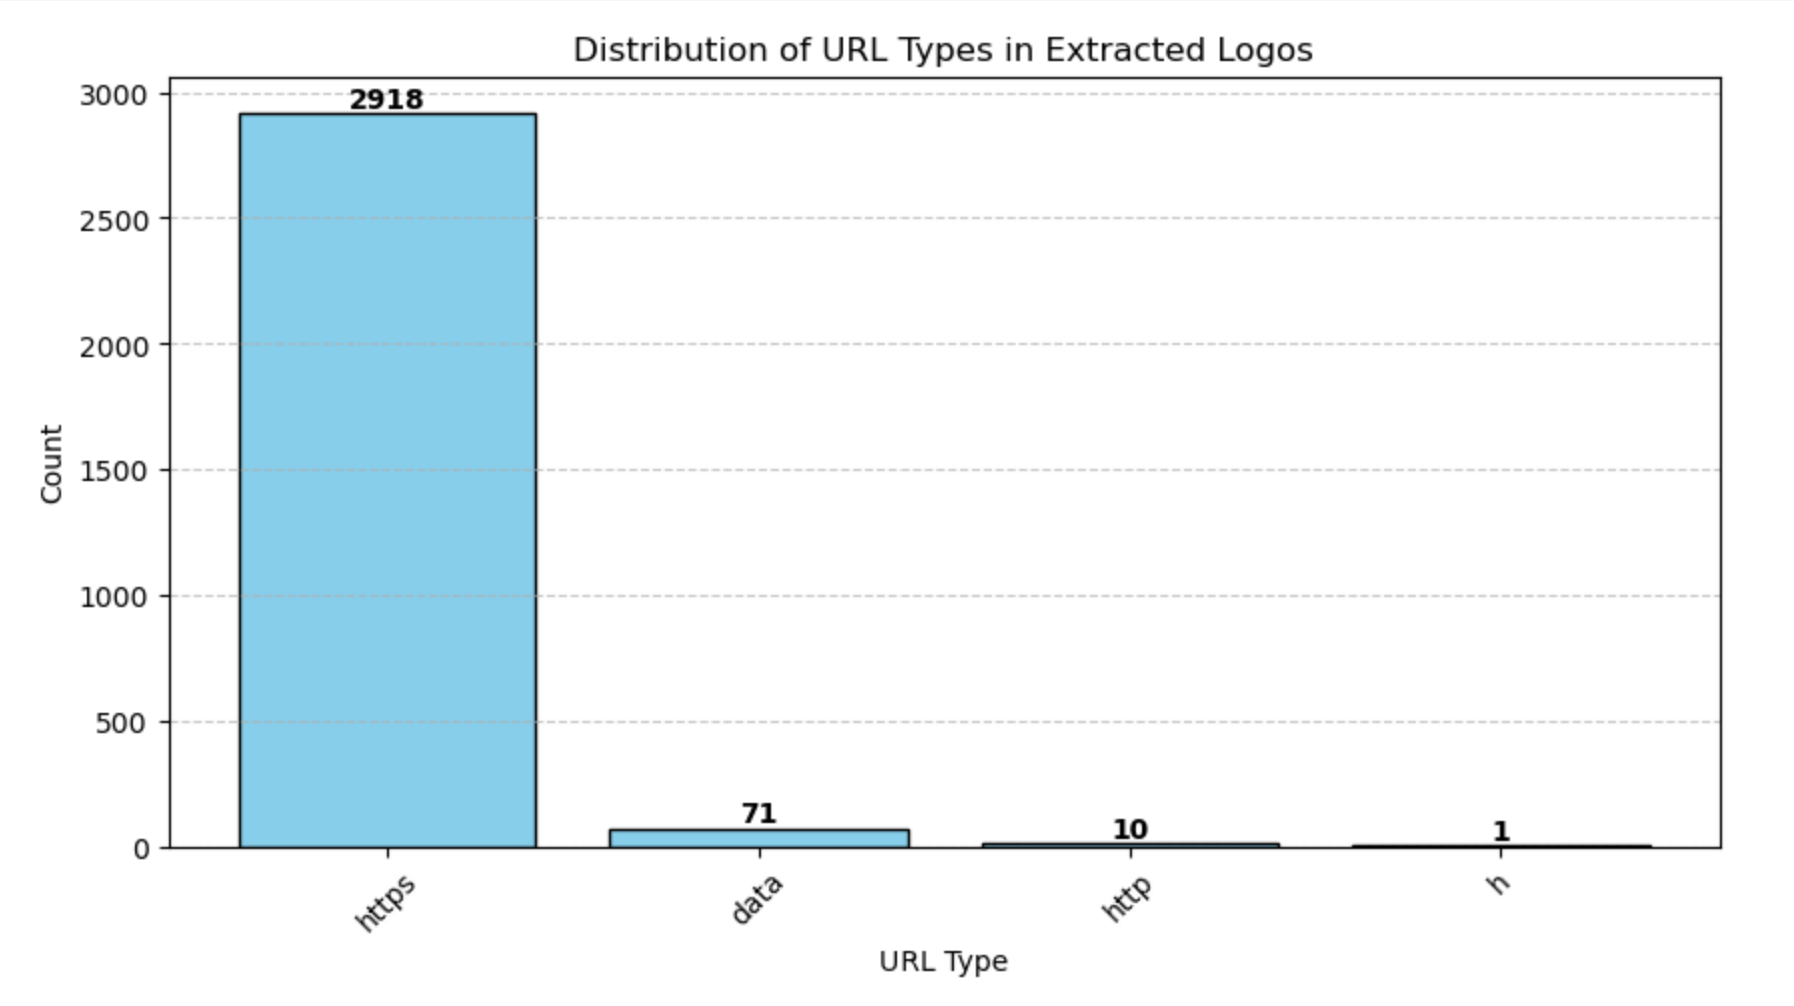 Distribution of URL Types in Extracted Logos
3000
2918
2500
2000
1500
1000
500
0
Count
71
10
1
https
data
http
h
URL Type